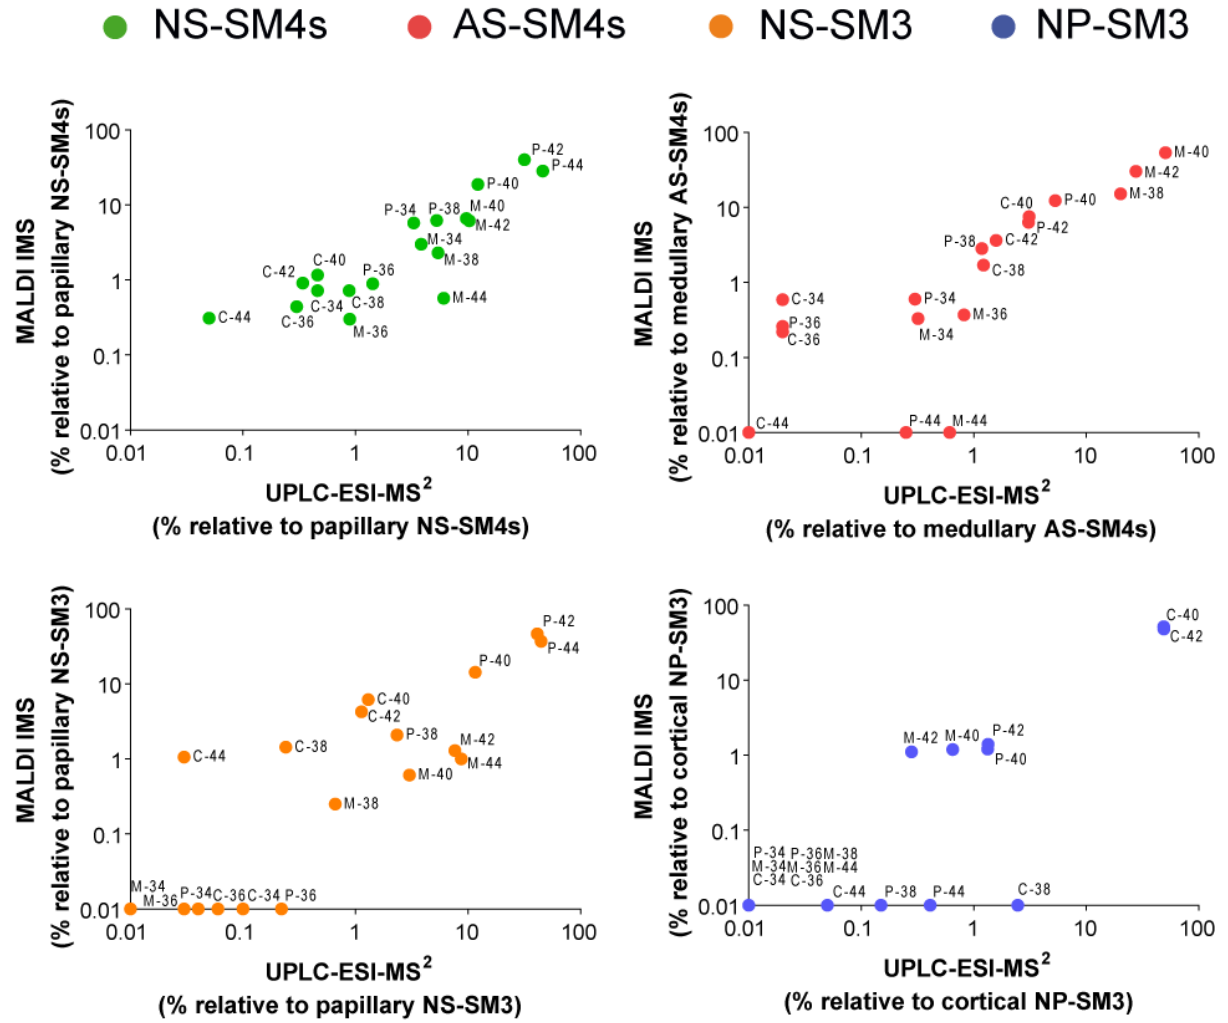 NS-SM4s AS-SM4s NS-SM3 NP-SM3
MALDI IMS
(% relative to papillary NS-SM4s)
100
10
1
0.1
0.01
P-42
P-44
P-40
P-34
P-38
M-40
M-42
M-34
M-38
C-40
C-42
P-36
C-44
C-34
C-38
M-44
C-36
M-36
0.01 0.1 1 10 100
UPLC-ESI-MS2
(% relative to papillary NS-SM4s)
MALDI IMS
(% relative to medullary AS-SM4s)
100
10
1
0.1
0.01
M-40
M-42
M-38
C-40
P-40
P-42
P-38
C-42
C-38
C-34
P-34
M-36
P-36
C-36
M-34
C-44
P-44
M-44
0.01 0.1 1 10 100
UPLC-ESI-MS2
(% relative to medullary AS-SM4s)
MALDI IMS
(% relative to papillary NS-SM3)
100
10
1
0.1
0.01
P-42
P-44
P-40
C-40
C-42
P-38
M-42
C-44
C-38
M-44
M-40
M-38
M-34
M-36
P-34
C-36
C-34
P-36
0.01 0.1 1 10 100
UPLC-ESI-MS2
(% relative to papillary NS-SM3)
MALDI IMS
(% relative to cortical NP-SM3)
100
10
1
0.1
0.01
C-40
C-42
M-42
M-40
P-42
P-40
P-34 P-36 M-38
M-34 M-36 M-44
C-34 C-36
C-44
P-38
P-44
C-38
0.01 0.1 1 10 100
UPLC-ESI-MS2
(% relative to cortical NP-SM3)